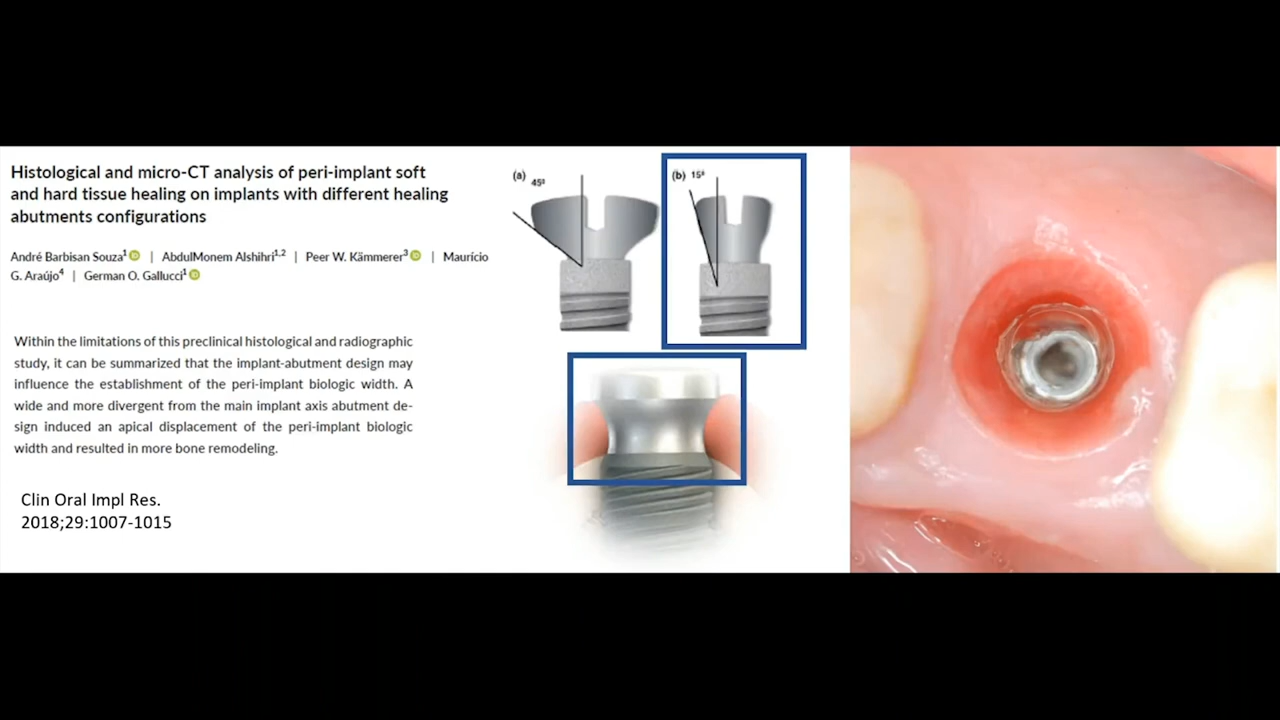 Histological and micro-CT analysis of peri-implant soft
and hard tissue healing on implants with different healing
abutments configurations
André Barbisan Souza1 iD | AbdulMonem Alshihri1,2 | Peer W. Kämmerer3 iD | Maurício
G. Araújo4 | German O. Gallucci1 iD
Within the limitations of this preclinical histological and radiographic
study, it can be summarized that the implant-abutment design may
influence the establishment of the peri-implant biologic width. A
wide and more divergent from the main implant axis abutment de-
sign induced an apical displacement of the peri-implant biologic
width and resulted in more bone remodeling.
Clin Oral Impl Res.
2018;29:1007-1015
(a) 45º
(b) 15º